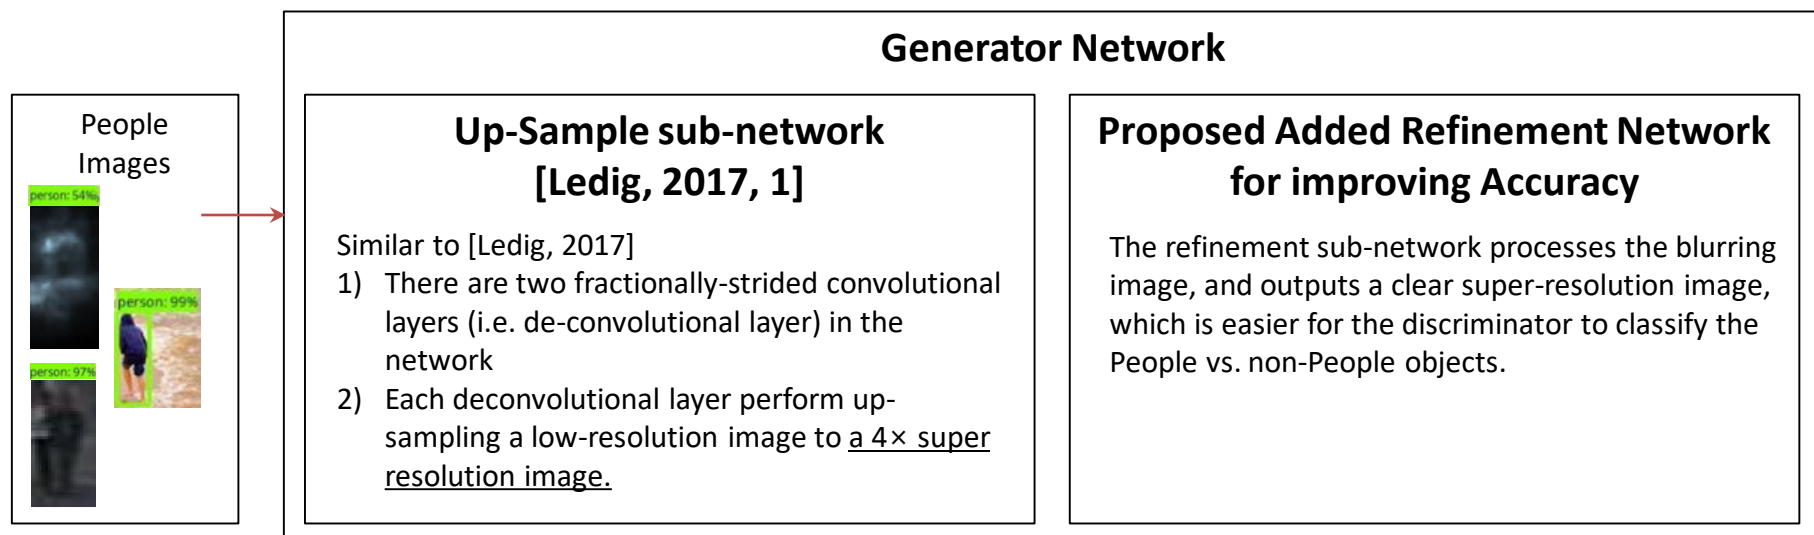 Generator Network
People
Images
person: 54%
person: 99%
person: 97%
Up-Sample sub-network
[Ledig, 2017, 1]
Similar to [Ledig, 2017]
1) There are two fractionally-strided convolutional
layers (i.e. de-convolutional layer) in the
network
2) Each deconvolutional layer perform up-
sampling a low-resolution image to a 4× super
resolution image.
Proposed Added Refinement Network
for improving Accuracy
The refinement sub-network processes the blurring
image, and outputs a clear super-resolution image,
which is easier for the discriminator to classify the
People vs. non-People objects.